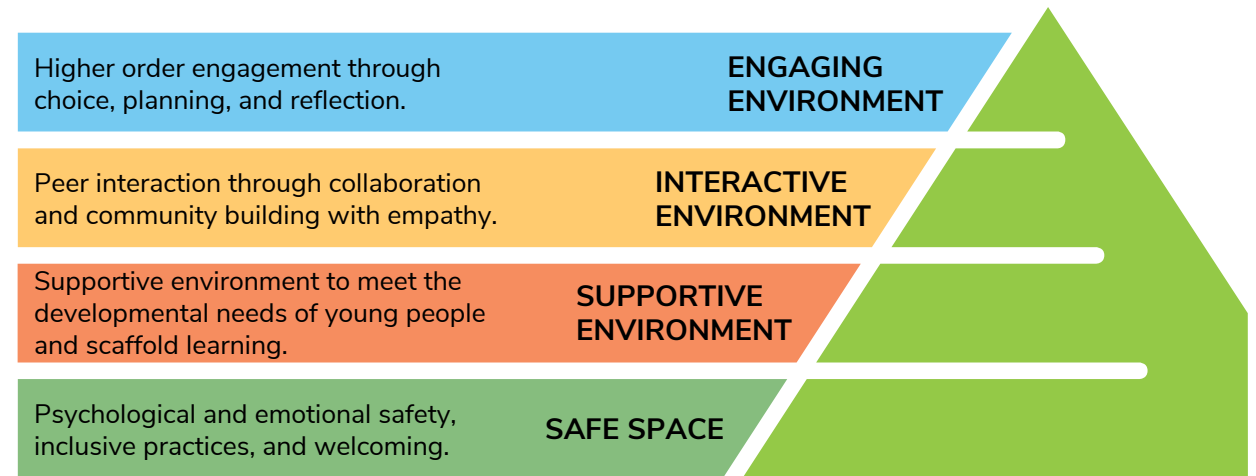 Higher order engagement through
choice, planning, and reflection.
ENGAGING
ENVIRONMENT
Peer interaction through collaboration
and community building with empathy.
INTERACTIVE
ENVIRONMENT
Supportive environment to meet the
developmental needs of young people
and scaffold learning.
SUPPORTIVE
ENVIRONMENT
Psychological and emotional safety,
inclusive practices, and welcoming.
SAFE SPACE